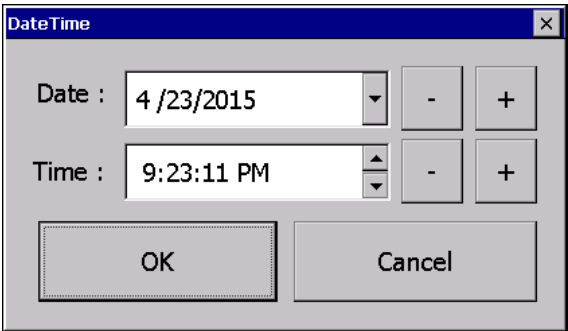 DateTime
Date : 4 /23/2015 - +
Time : 9:23:11 PM - +
OK Cancel